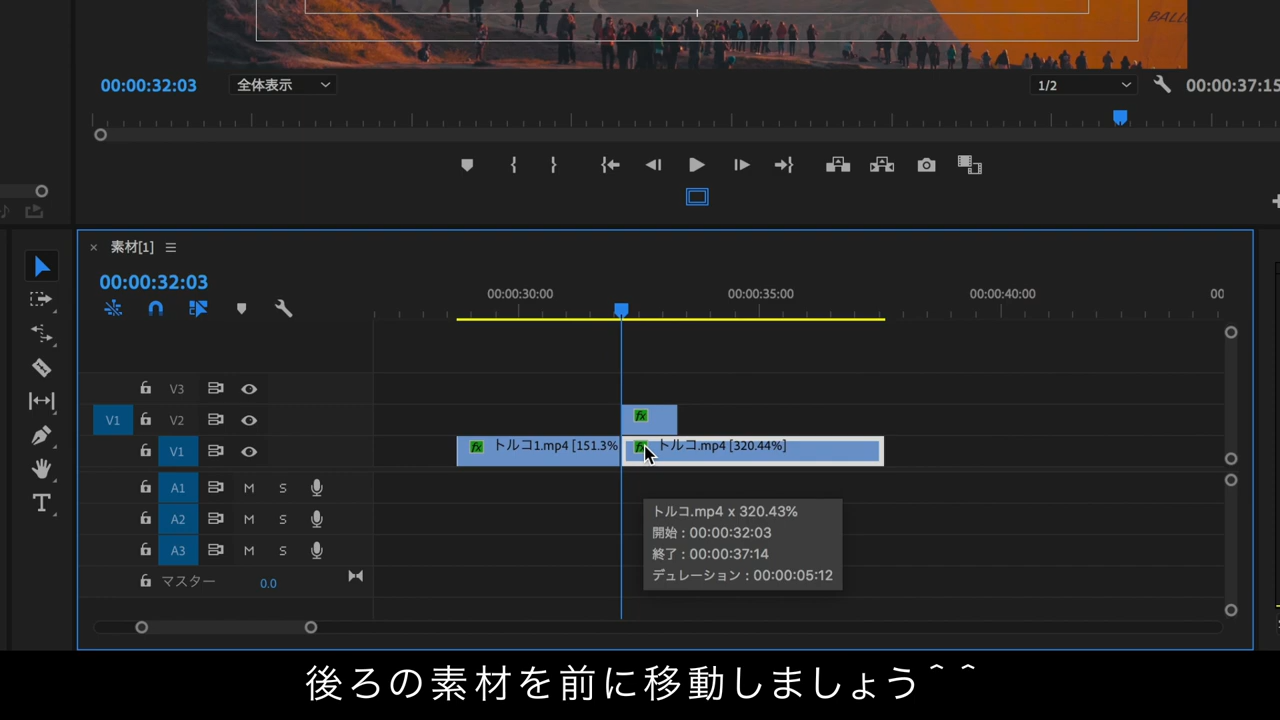 BALL
00:00:32:03
全体表示
1/2
00:00:37:15
素材[1]
00:00:32:03
00:00:30:00
00:00:35:00
00:00:40:00
00
V3
V1
V2
fx
V1
fx トルコ1.mp4 [151.3%
fx トルコ.mp4 [320.44%]
A1 M S
A2 M S
A3 M S
マスター 0.0
トルコ.mp4 x 320.43%
開始 : 00:00:32:03
終了 : 00:00:37:14
デュレーション : 00:00:05:12
後ろの素材を前に移動しましょう＾＾